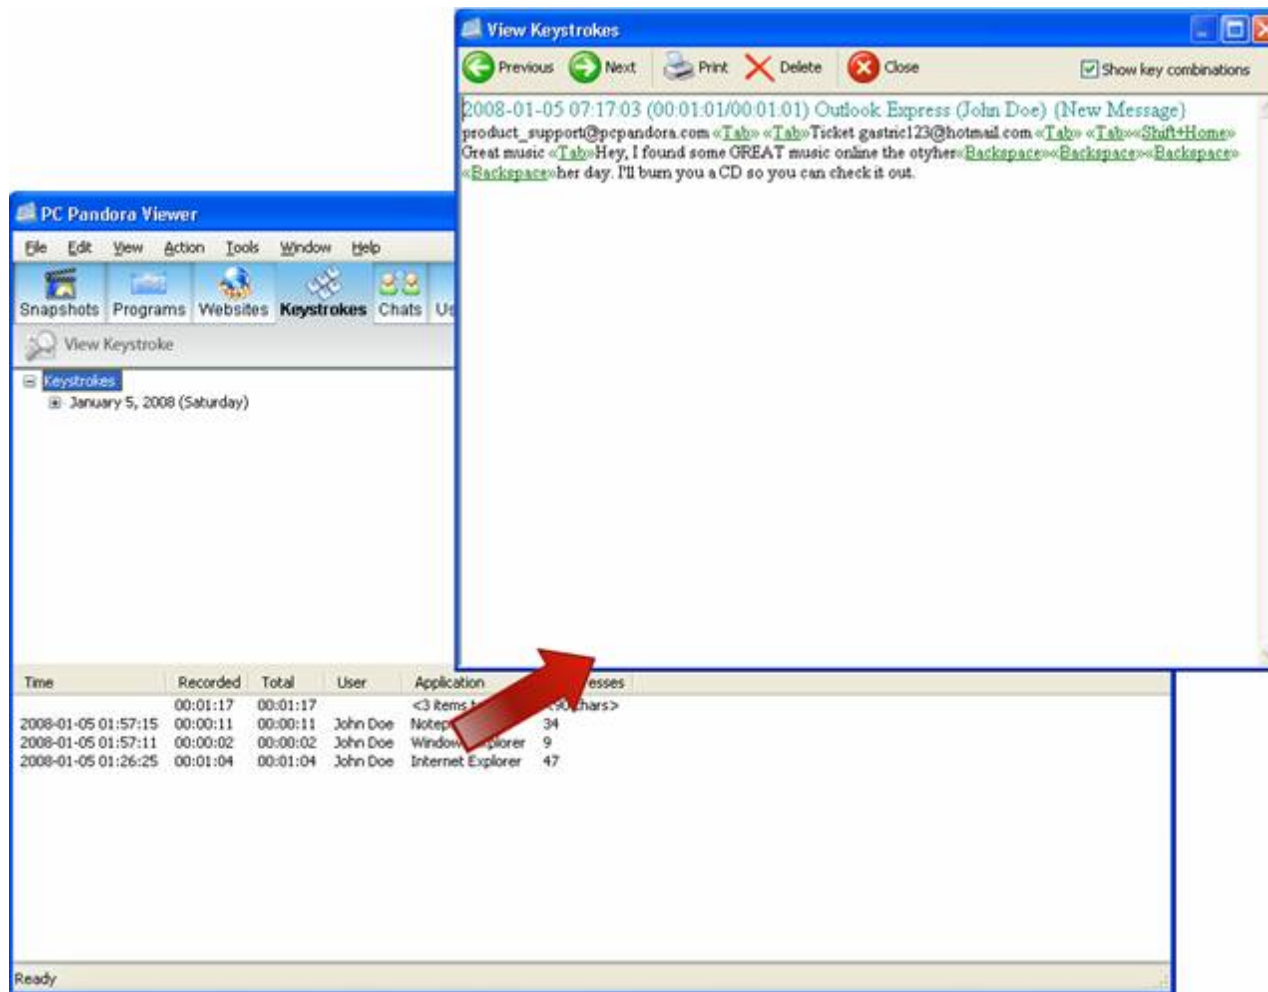 View Keystrokes
Previous Next Print Delete Close Show key combinations
2008-01-05 07:17:03 (00:01:01/00:01:01) Outlook Express (John Doe) (New Message)
product_support@pcpandora.com «Tab» «Tab»Ticket gastric123@hotmail.com «Tab» «Tab»«Shift+Home»
Great music «Tab»Hey, I found some GREAT music online the otyher«Backspace»«Backspace»«Backspace»
«Backspace»her day. I'll burn you a CD so you can check it out.
PC Pandora Viewer
File Edit View Action Tools Window Help
Snapshots Programs Websites Keystrokes Chats
View Keystroke
Keystrokes
January 5, 2008 (Saturday)
Time Recorded Total User Application
00:01:17 00:01:17 <3 items
2008-01-05 01:57:15 00:00:11 00:00:11 John Doe 34
2008-01-05 01:57:11 00:00:02 00:00:02 John Doe 9
2008-01-05 01:26:25 00:01:04 00:01:04 John Doe Internet Explorer 47
Ready